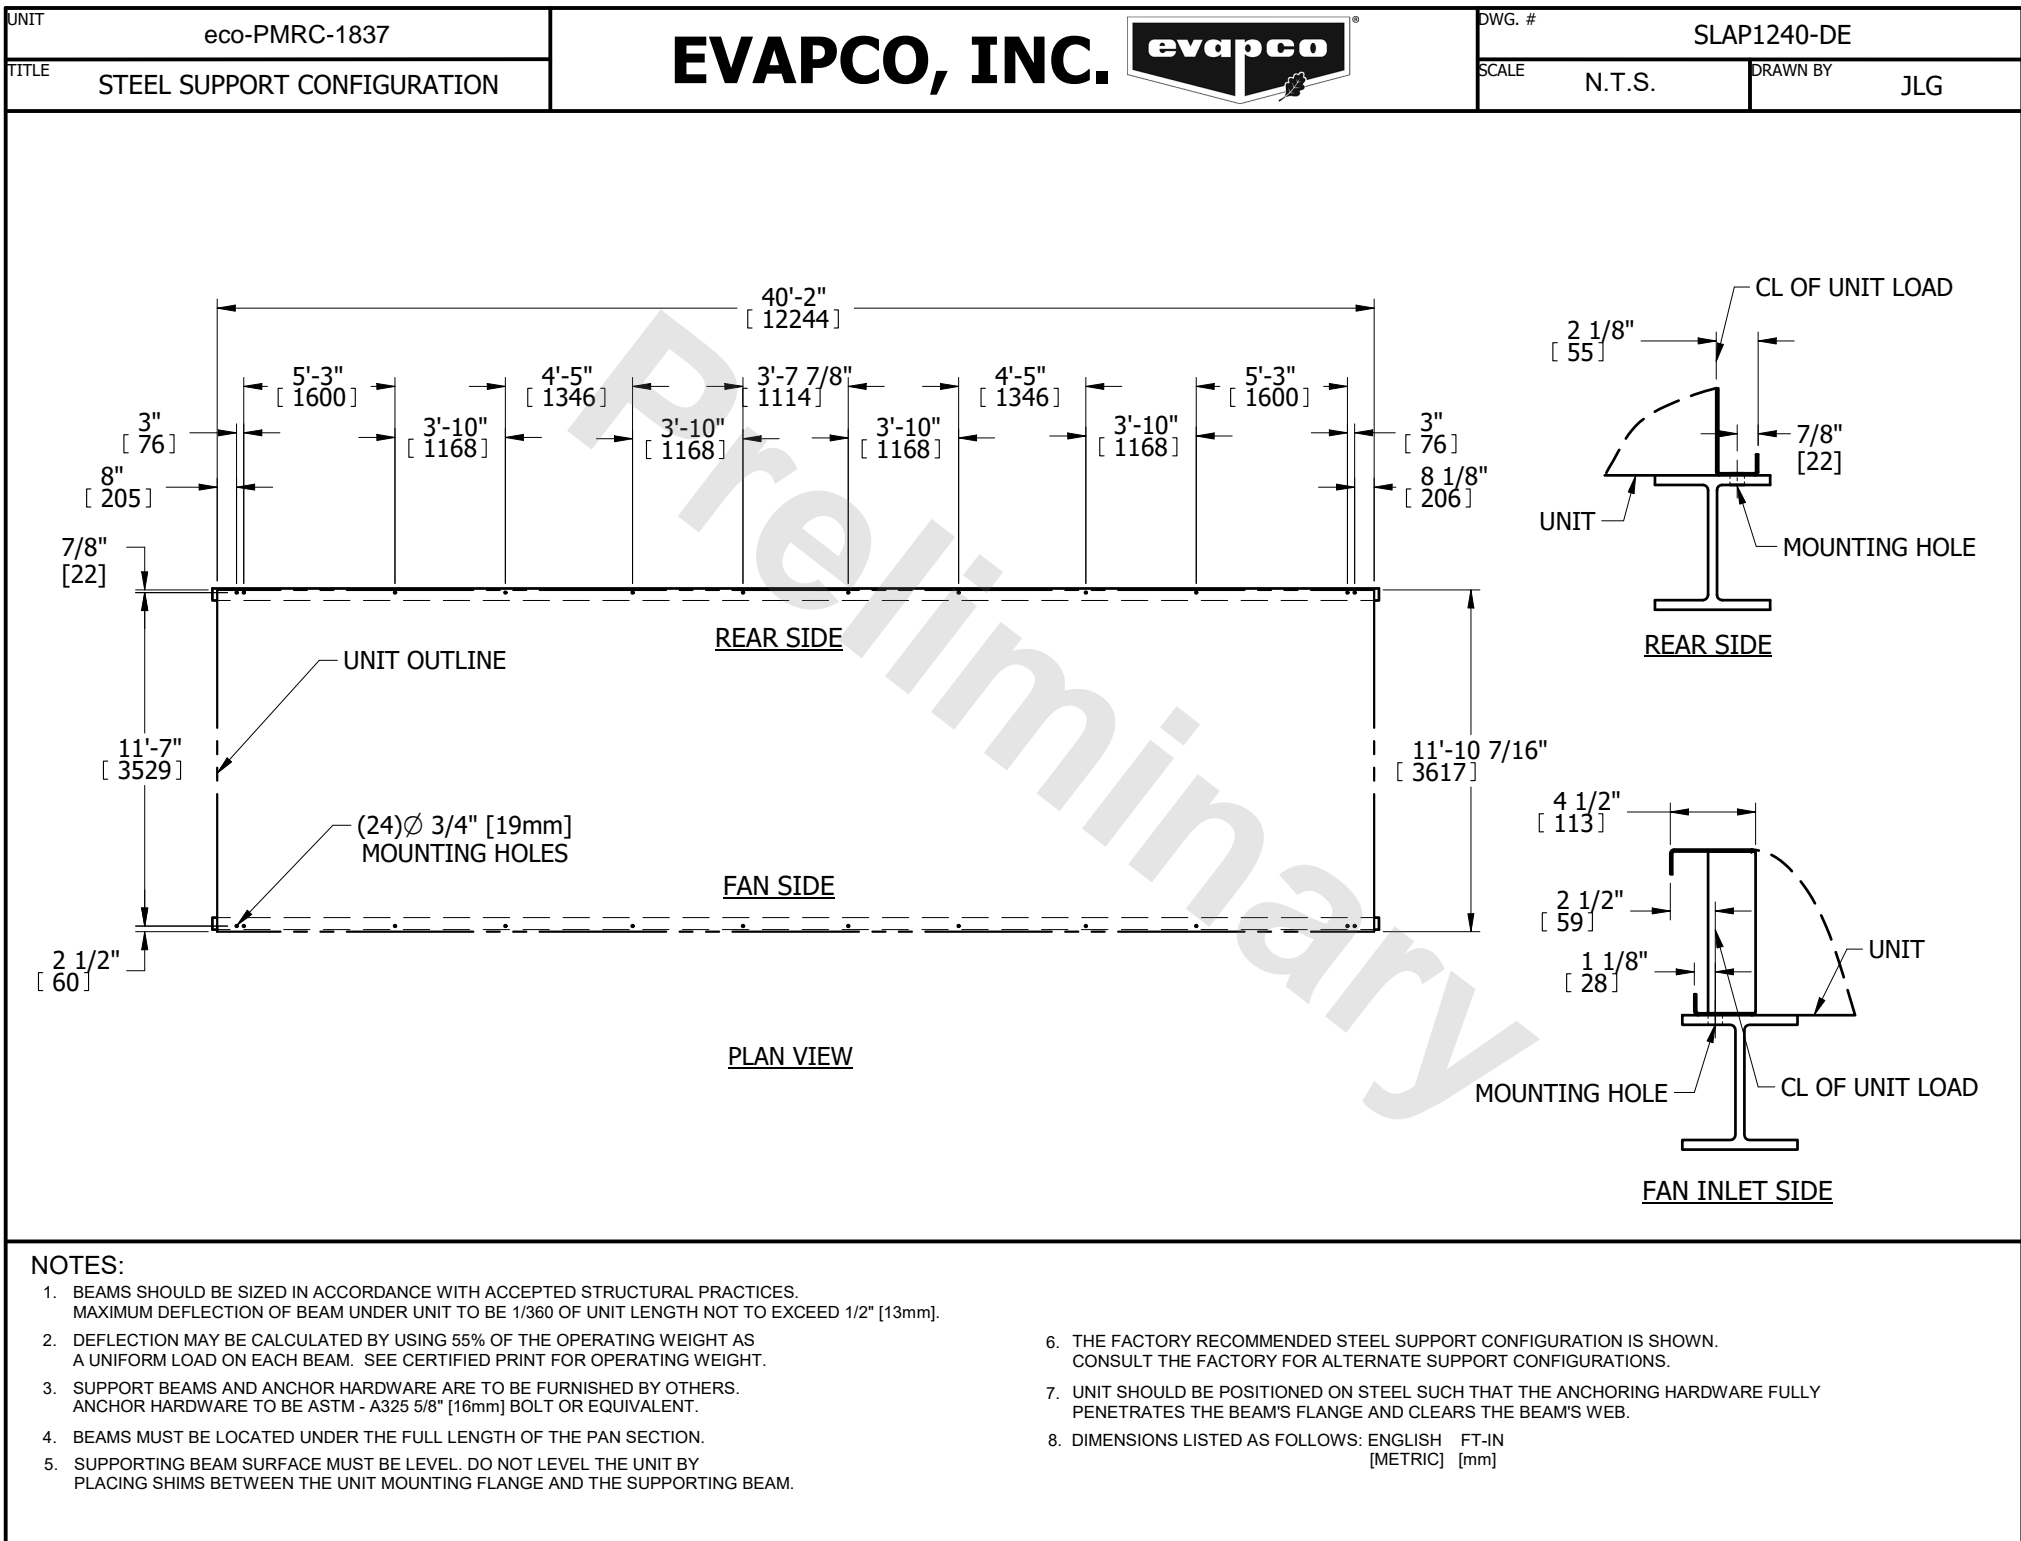 UNIT
eco-PMRC-1837
TITLE
STEEL SUPPORT CONFIGURATION
EVAPCO, INC.
evapco
®
DWG. #
SLAP1240-DE
SCALE
N.T.S.
DRAWN BY
JLG
40'-2"
[ 12244 ]
5'-3"
[ 1600 ]
4'-5"
[ 1346 ]
3'-7 7/8"
[ 1114 ]
4'-5"
[ 1346 ]
5'-3"
[ 1600 ]
3"
[ 76 ]
3'-10"
[ 1168 ]
3'-10"
[ 1168 ]
3'-10"
[ 1168 ]
3'-10"
[ 1168 ]
3"
[ 76 ]
8"
[ 205 ]
8 1/8"
[ 206 ]
7/8"
[22]
REAR SIDE
UNIT OUTLINE
11'-7"
[ 3529 ]
11'-10 7/16"
[ 3617 ]
(24)Ø 3/4" [19mm]
MOUNTING HOLES
FAN SIDE
2 1/2"
[ 60 ]
PLAN VIEW
Preliminary
CL OF UNIT LOAD
2 1/8"
[ 55 ]
7/8"
[22]
UNIT
MOUNTING HOLE
REAR SIDE
4 1/2"
[ 113 ]
2 1/2"
[ 59 ]
1 1/8"
[ 28 ]
UNIT
MOUNTING HOLE
CL OF UNIT LOAD
FAN INLET SIDE
NOTES:
1. BEAMS SHOULD BE SIZED IN ACCORDANCE WITH ACCEPTED STRUCTURAL PRACTICES.
MAXIMUM DEFLECTION OF BEAM UNDER UNIT TO BE 1/360 OF UNIT LENGTH NOT TO EXCEED 1/2" [13mm].
2. DEFLECTION MAY BE CALCULATED BY USING 55% OF THE OPERATING WEIGHT AS
A UNIFORM LOAD ON EACH BEAM. SEE CERTIFIED PRINT FOR OPERATING WEIGHT.
3. SUPPORT BEAMS AND ANCHOR HARDWARE ARE TO BE FURNISHED BY OTHERS.
ANCHOR HARDWARE TO BE ASTM - A325 5/8" [16mm] BOLT OR EQUIVALENT.
4. BEAMS MUST BE LOCATED UNDER THE FULL LENGTH OF THE PAN SECTION.
5. SUPPORTING BEAM SURFACE MUST BE LEVEL. DO NOT LEVEL THE UNIT BY
PLACING SHIMS BETWEEN THE UNIT MOUNTING FLANGE AND THE SUPPORTING BEAM.
6. THE FACTORY RECOMMENDED STEEL SUPPORT CONFIGURATION IS SHOWN.
CONSULT THE FACTORY FOR ALTERNATE SUPPORT CONFIGURATIONS.
7. UNIT SHOULD BE POSITIONED ON STEEL SUCH THAT THE ANCHORING HARDWARE FULLY
PENETRATES THE BEAM'S FLANGE AND CLEARS THE BEAM'S WEB.
8. DIMENSIONS LISTED AS FOLLOWS: ENGLISH FT-IN
[METRIC] [mm]